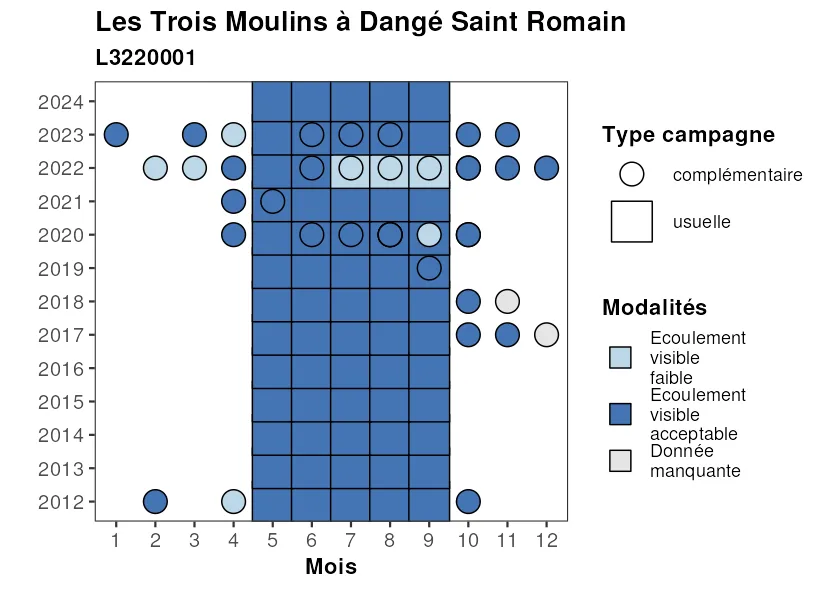 Les Trois Moulins à Dangé Saint Romain
L3220001
2024
2023
2022
2021
2020
2019
2018
2017
2016
2015
2014
2013
2012
1 2 3 4 5 6 7 8 9 10 11 12
Mois
Type campagne
complémentaire
usuelle
Modalités
Ecoulement
visible
faible
Ecoulement
visible
acceptable
Donnée
manquante